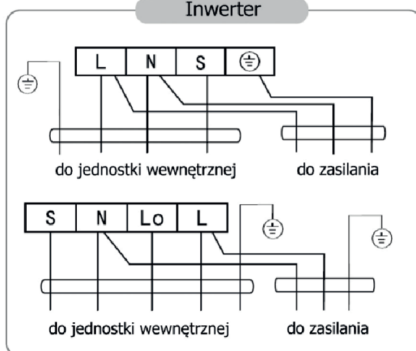 Inwerter
L N S
do jednostki wewnętrznej do zasilania
S N Lo L
do jednostki wewnętrznej do zasilania